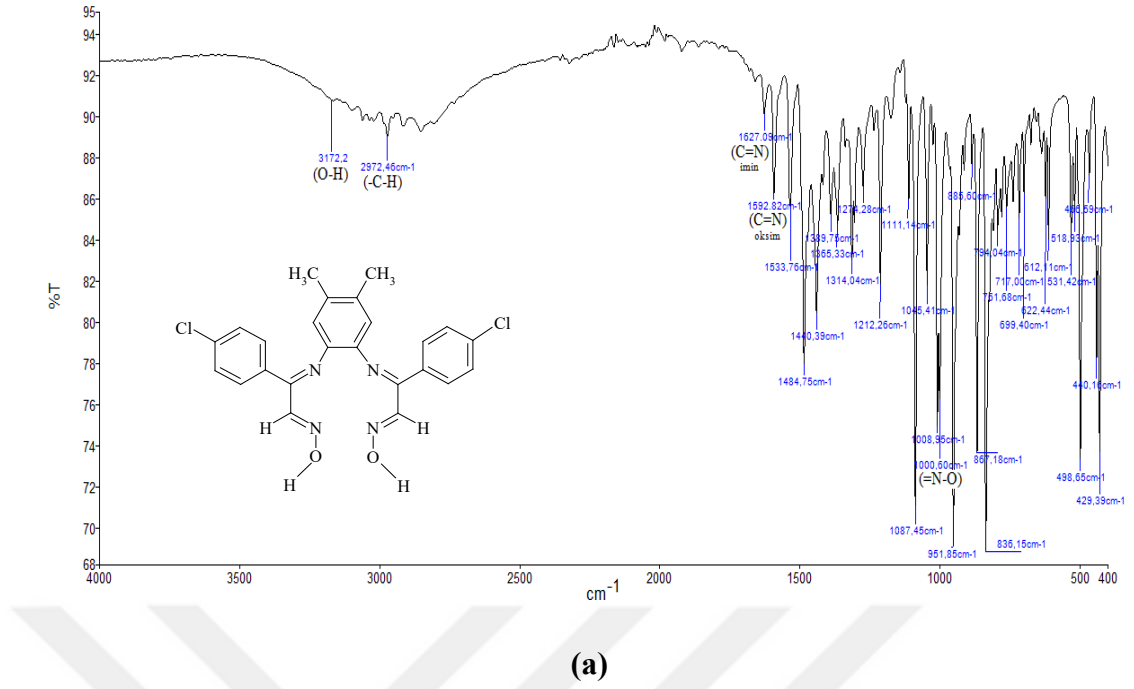 95
94
92
90
88
86
84
82
80
78
76
74
72
70
68
%T
4000
3500
3000
2500
2000
1500
1000
500
400
cm-1
3172,2
(O-H)
2972,46cm-1
(-C-H)
1627,09cm-1
(C=N)
imin
1592,82cm-1
(C=N)
oksim
1533,76cm-1
1484,75cm-1
1440,39cm-1
1389,75cm-1
1365,33cm-1
1314,04cm-1
1274,28cm-1
1212,26cm-1
1111,14cm-1
1087,45cm-1
1045,41cm-1
1008,95cm-1
1000,60cm-1
(=N-O)
951,85cm-1
885,60cm-1
867,18cm-1
836,15cm-1
794,04cm-1
751,68cm-1
717,00cm-1
699,40cm-1
622,44cm-1
612,11cm-1
531,42cm-1
518,93cm-1
498,65cm-1
440,16cm-1
429,39cm-1
H3C
CH3
Cl
Cl
N
N
H
N
N
H
O
O
H
H
(a)